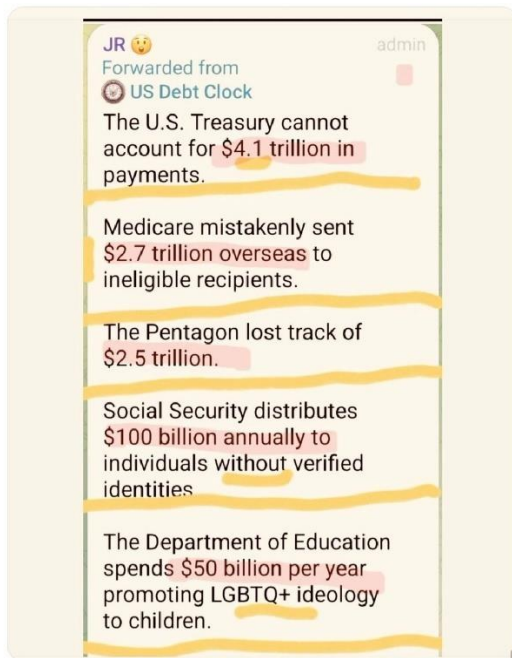 JR 😲 admin
Forwarded from
US Debt Clock
The U.S. Treasury cannot
account for $4.1 trillion in
payments.
Medicare mistakenly sent
$2.7 trillion overseas to
ineligible recipients.
The Pentagon lost track of
$2.5 trillion.
Social Security distributes
$100 billion annually to
individuals without verified
identities
The Department of Education
spends $50 billion per year
promoting LGBTQ+ ideology
to children.